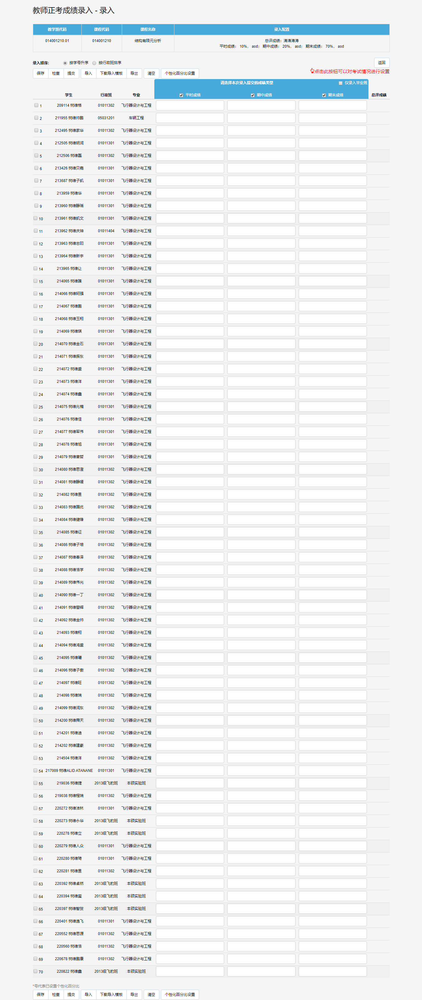 教师正考成绩录入 - 录入
教学班代码 课程代码 课程名称 录入配置
014001210.01 014001210 结构有限元分析 总评成绩：涛涛涛涛
平时成绩：10%，asd；期中成绩：20%，asd；期末成绩：70%，asd
录入顺序: 按学号升序 按行政班排序 返回
保存 检查 提交 导入 下载导入模板 导出 清空 个性化百分比设置 点击此按钮可以对考试情况进行设置
请选择本次录入提交的成绩类型 仅录入毕业班
学生 行政班 专业 平时成绩 期中成绩 期末成绩 总评成绩
1 209114 树维格 01011302 飞行器设计与工程
2 211955 树维帅鹏 05031201 车辆工程
3 212495 树维家华 01011302 飞行器设计与工程
4 212505 树维明润 01011301 飞行器设计与工程
5 212506 树维磊 01011302 飞行器设计与工程
6 213426 树维贝嘉 01011301 飞行器设计与工程
7 213687 树维子凯 01011301 飞行器设计与工程
8 213959 树维华 01011301 飞行器设计与工程
9 213960 树维静瑶 01011301 飞行器设计与工程
10 213961 树维凯文 01011301 飞行器设计与工程
11 213962 树维庆坤 01011404 飞行器设计与工程
12 213963 树维志阳 01011301 飞行器设计与工程
13 213964 树维新宇 01011301 飞行器设计与工程
14 213965 树维让 01011301 飞行器设计与工程
15 214065 树维臻 01011301 飞行器设计与工程
16 214066 树维轲强 01011301 飞行器设计与工程
17 214067 树维鹏 01011301 飞行器设计与工程
18 214068 树维玉翔 01011301 飞行器设计与工程
19 214069 树维琪 01011301 飞行器设计与工程
20 214070 树维金石 01011301 飞行器设计与工程
21 214071 树维振东 01011301 飞行器设计与工程
22 214072 树维盛 01011301 飞行器设计与工程
23 214073 树维洋 01011301 飞行器设计与工程
24 214074 树维鑫 01011301 飞行器设计与工程
25 214075 树维兆楠 01011301 飞行器设计与工程
26 214076 树维佳 01011301 飞行器设计与工程
27 214077 树维军伟 01011301 飞行器设计与工程
28 214078 树维旭 01011301 飞行器设计与工程
29 214079 树维聿晢 01011301 飞行器设计与工程
30 214080 树维思澄 01011302 飞行器设计与工程
31 214081 树维静媛 01011302 飞行器设计与工程
32 214082 树维昱 01011302 飞行器设计与工程
33 214083 树维国优 01011302 飞行器设计与工程
34 214084 树维健锋 01011302 飞行器设计与工程
35 214085 树维征 01011302 飞行器设计与工程
36 214086 树维子培 01011302 飞行器设计与工程
37 214087 树维春泽 01011302 飞行器设计与工程
38 214088 树维浩学 01011302 飞行器设计与工程
39 214089 树维伟光 01011302 飞行器设计与工程
40 214090 树维一丁 01011302 飞行器设计与工程
41 214091 树维警辉 01011302 飞行器设计与工程
42 214092 树维金帅 01011302 飞行器设计与工程
43 214093 树维翔 01011302 飞行器设计与工程
44 214094 树维鸿盛 01011302 飞行器设计与工程
45 214095 树维曦 01011302 飞行器设计与工程
46 214096 树维子傲 01011302 飞行器设计与工程
47 214097 树维旺 01011302 飞行器设计与工程
48 214098 树维瑞 01011302 飞行器设计与工程
49 214099 树维润东 01011302 飞行器设计与工程
50 214200 树维舜天 01011302 飞行器设计与工程
51 214201 树维迪 01011302 飞行器设计与工程
52 214202 树维建豪 01011302 飞行器设计与工程
53 214504 树维洋 01011302 飞行器设计与工程
54 217009 树维ALID ATANANE 01011301 飞行器设计与工程
55 219036 树维捷 2013级飞豹班 本硕实验班
56 219038 树维程瑞 01011302 飞行器设计与工程
57 220272 树维洁林 01011301 飞行器设计与工程
58 220273 树维永华 2013级飞豹班 本硕实验班
59 220278 树维立 2013级飞豹班 本硕实验班
60 220279 树维人众 01011301 飞行器设计与工程
61 220280 树维琦 01011301 飞行器设计与工程
62 220281 树维昱 01011302 飞行器设计与工程
63 220392 树维卓然 2013级飞豹班 本硕实验班
64 220394 树维玺 2013级飞豹班 本硕实验班
65 220397 树维智贺 2013级飞豹班 本硕实验班
66 220401 树维逸飞 01011301 飞行器设计与工程
67 220552 树维思源 01011302 飞行器设计与工程
68 220560 树维浩 01011302 飞行器设计与工程
69 220678 树维鹏康 01011302 飞行器设计与工程
70 220822 树维鑫 2013级飞豹班 本硕实验班
*号代表已设置个性化百分比
保存 检查 提交 导入 下载导入模板 导出 清空 个性化百分比设置